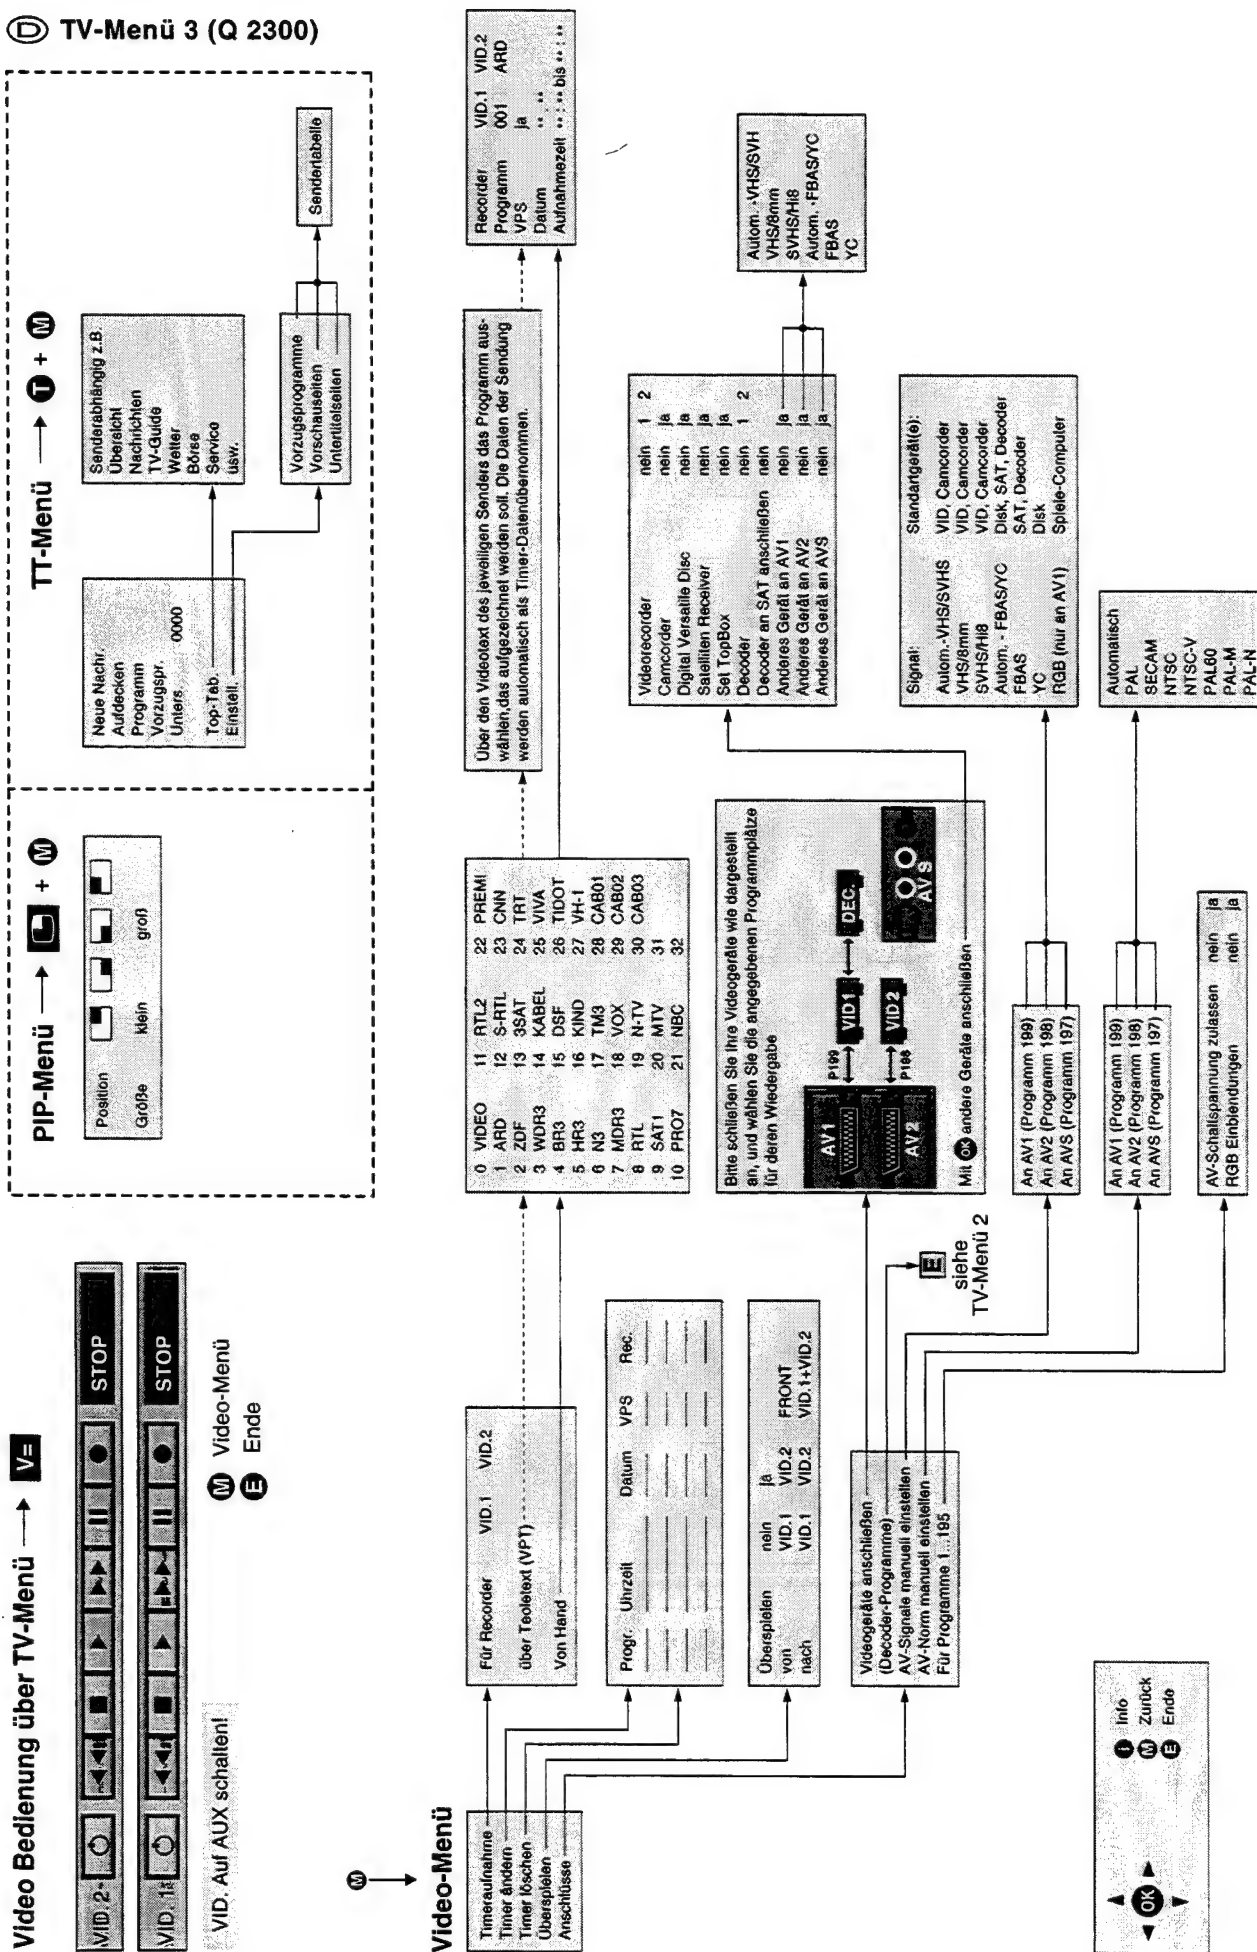 Ⓓ TV-Menü 3 (Q 2300)
Video Bedienung über TV-Menü → V=
VID. 2 STOP
VID. 1 STOP
VID. Auf AUX schalten!
M Video-Menü
E Ende
PIP-Menü → + M
Position
Größe klein groß
TT-Menü → T + M
Neue Nachr.
Aufdecken
Programm
Vorzugspr.
Unters. 0000
Top-Tab.
Einstell.
Senderabhängig z.B.
Übersicht
Nachrichten
TV-Guide
Wetter
Börse
Service
usw.
Vorzugsprogramme
Vorschauseiten
Untertitelseiten
Sendertabelle
M
Video-Menü
Timeraufnahme
Timer ändern
Timer löschen
Überspielen
Anschlüsse
Für Recorder VID.1 VID.2
über Teoletext (VPT)
Von Hand
0 VIDEO 11 RTL2 22 PREMI
1 ARD 12 S-RTL 23 CNN
2 ZDF 13 3SAT 24 TRT
3 WDR3 14 KABEL 25 VIVA
4 BR3 15 DSF 26 TIDOT
5 HR3 16 KIND 27 VH-1
6 N3 17 TM3 28 CAB01
7 MDR3 18 VOX 29 CAB02
8 RTL 19 N-TV 30 CAB03
9 SAT1 20 MTV 31
10 PRO7 21 NBC 32
Über den Videotext des jeweiligen Senders das Programm aus-
wählen,das aufgezeichnet werden soll. Die Daten der Sendung
werden automatisch als Timer-Datenübernommen.
Recorder VID.1 VID.2
Programm 001 ARD
VPS ja
Datum **.**
Aufnahmezeit **:** bis **:**
Progr. Uhrzeit Datum VPS Rec.
Überspielen nein ja
von VID.1 VID.2 FRONT
nach VID.1 VID.2 VID.1+VID.2
Videogeräte anschließen
(Decoder-Programme)
AV-Signale manuell einstellen
AV-Norm manuell einstellen
Für Programme 1...195
E
siehe
TV-Menü 2
Bitte schließen Sie Ihre Videogeräte wie dargestellt
an, und wählen Sie die angegebenen Programmplätze
für deren Wiedergabe
AV1 P199 VID1 DEC.
AV2 P198 VID2 AV S
Mit OK andere Geräte anschließen
Videorecorder nein 1 2
Camcorder nein ja
Digital Versatile Disc nein ja
Satelliten Receiver nein ja
Set TopBox nein ja
Decoder nein 1 2
Decoder an SAT anschließen nein
Anderes Gerät an AV1 nein ja
Anderes Gerät an AV2 nein ja
Anderes Gerät an AVS nein ja
Autom. -VHS/SVH
VHS/8mm
SVHS/Hi8
Autom. -FBAS/YC
FBAS
YC
An AV1 (Programm 199)
An AV2 (Programm 198)
An AVS (Programm 197)
Signal: Standartgerät(e):
Autom.-VHS/SVHS VID, Camcorder
VHS/8mm VID, Camcorder
SVHS/Hi8 VID, Camcorder
Autom. - FBAS/YC Disk, SAT, Decoder
FBAS SAT, Decoder
YC Disk
RGB (nur an AV1) Spiele-Computer
An AV1 (Programm 199)
An AV2 (Programm 198)
An AVS (Programm 197)
Automatisch
PAL
SECAM
NTSC
NTSC-V
PAL60
PAL-M
PAL-N
AV-Schaltspannung zulassen nein ja
RGB Einblendungen nein ja
OK
i Info
M Zurück
E Ende